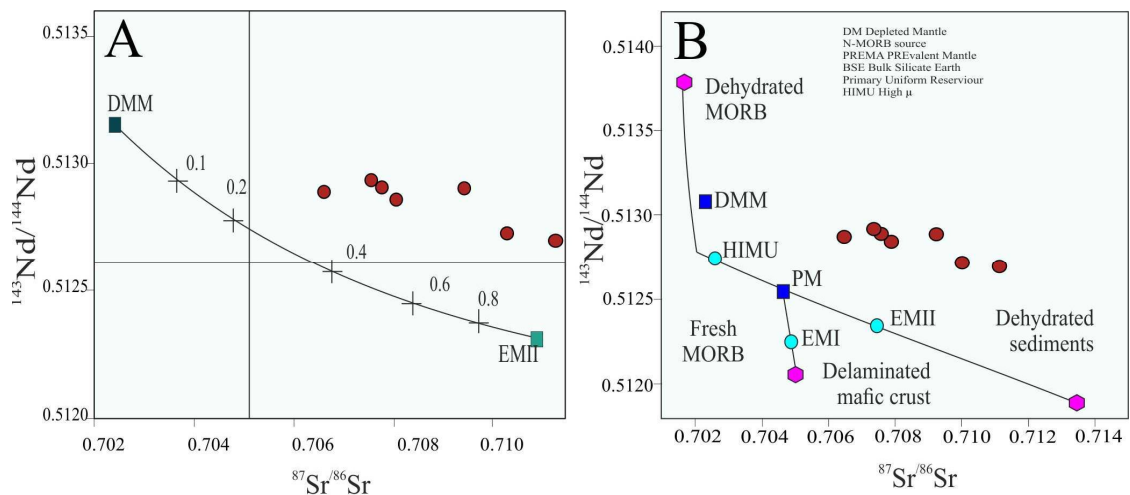 A
0.5135
0.5130
0.5125
0.5120
¹⁴³Nd/¹⁴⁴Nd
DMM
0.1
0.2
0.4
0.6
0.8
EMII
0.702
0.704
0.706
0.708
0.710
⁸⁷Sr/⁸⁶Sr
B
DM Depleted Mantle
N-MORB source
PREMA PREvalent Mantle
BSE Bulk Silicate Earth
Primary Uniform Reserviour
HIMU High µ
0.5140
0.5135
0.5130
0.5125
0.5120
¹⁴³Nd/¹⁴⁴Nd
Dehydrated
MORB
DMM
HIMU
PM
EMII
EMI
Fresh
MORB
Dehydrated
sediments
Delaminated
mafic crust
0.702
0.704
0.706
0.708
0.710
0.712
0.714
⁸⁷Sr/⁸⁶Sr